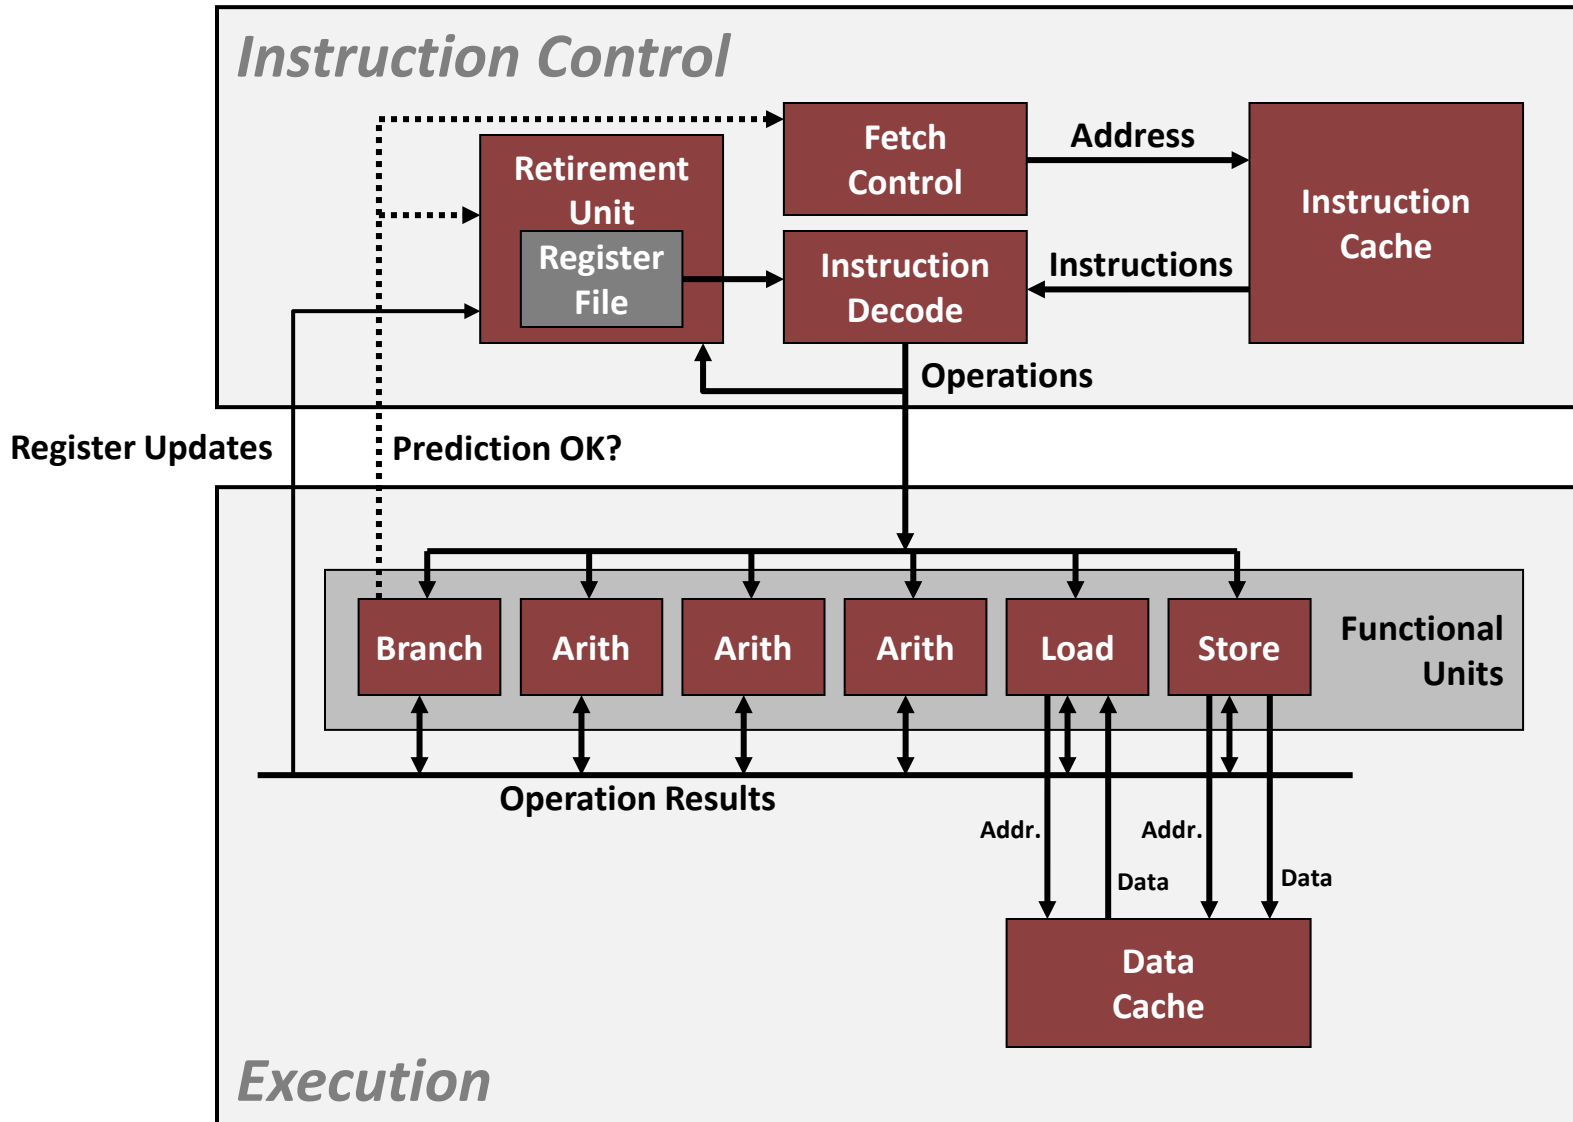 Instruction Control
Fetch
Control
Address
Instruction
Cache
Retirement
Unit
Register
File
Instruction
Decode
Instructions
Operations
Register Updates
Prediction OK?
Branch
Arith
Arith
Arith
Load
Store
Functional
Units
Operation Results
Addr.
Addr.
Data
Data
Data
Cache
Execution